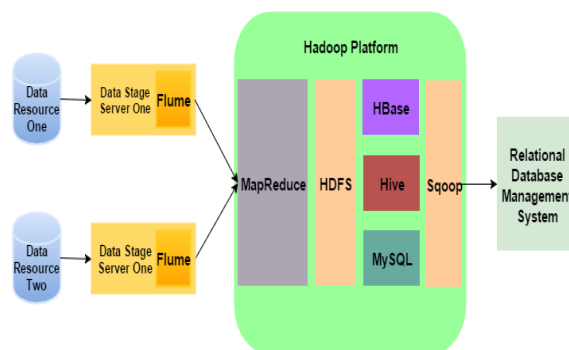 Hadoop Platform
Data
Resource
One
Data Stage
Server One
Flume
MapReduce
HDFS
HBase
Hive
MySQL
Sqoop
Relational
Database
Management
System
Data
Resource
Two
Data Stage
Server One
Flume